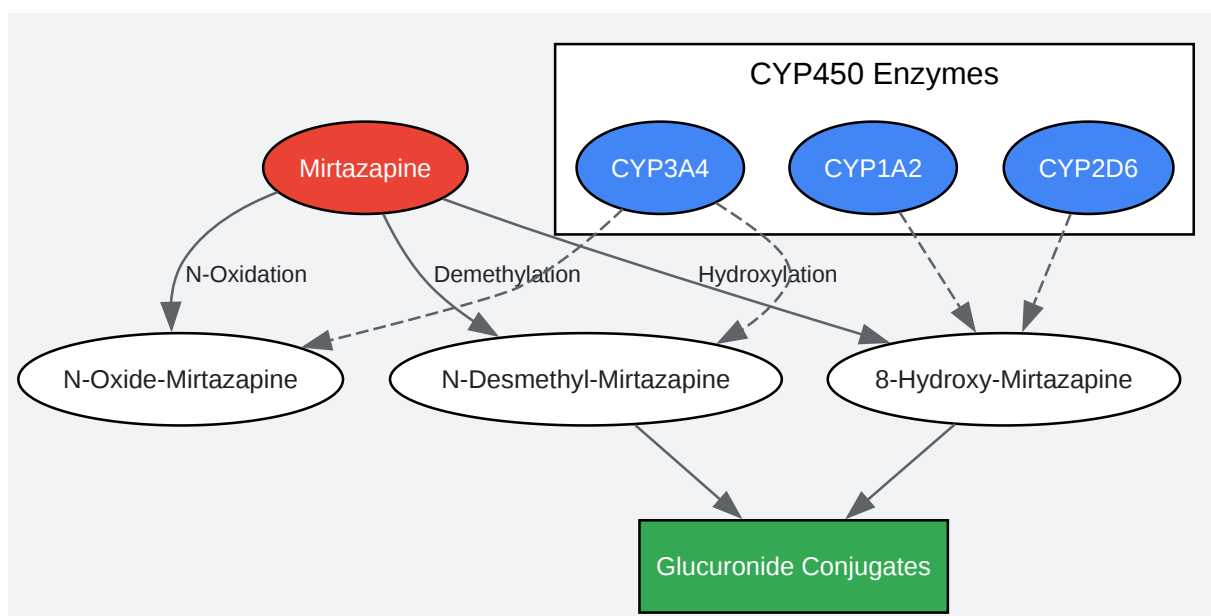 CYP450 Enzymes
Mirtazapine
CYP3A4
CYP1A2
CYP2D6
N-Oxidation
Demethylation
Hydroxylation
N-Oxide-Mirtazapine
N-Desmethyl-Mirtazapine
8-Hydroxy-Mirtazapine
Glucuronide Conjugates